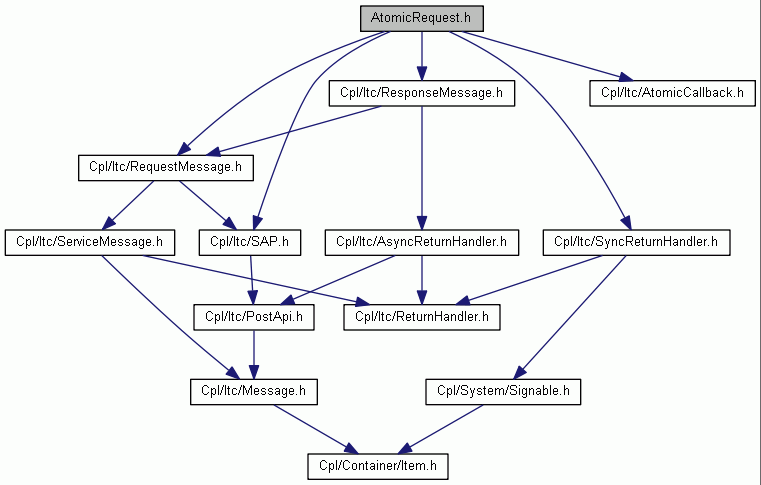 AtomicRequest.h
Cpl/Itc/ResponseMessage.h
Cpl/Itc/AtomicCallback.h
Cpl/Itc/RequestMessage.h
Cpl/Itc/ServiceMessage.h
Cpl/Itc/SAP.h
Cpl/Itc/AsyncReturnHandler.h
Cpl/Itc/SyncReturnHandler.h
Cpl/Itc/PostApi.h
Cpl/Itc/ReturnHandler.h
Cpl/Itc/Message.h
Cpl/System/Signable.h
Cpl/Container/Item.h